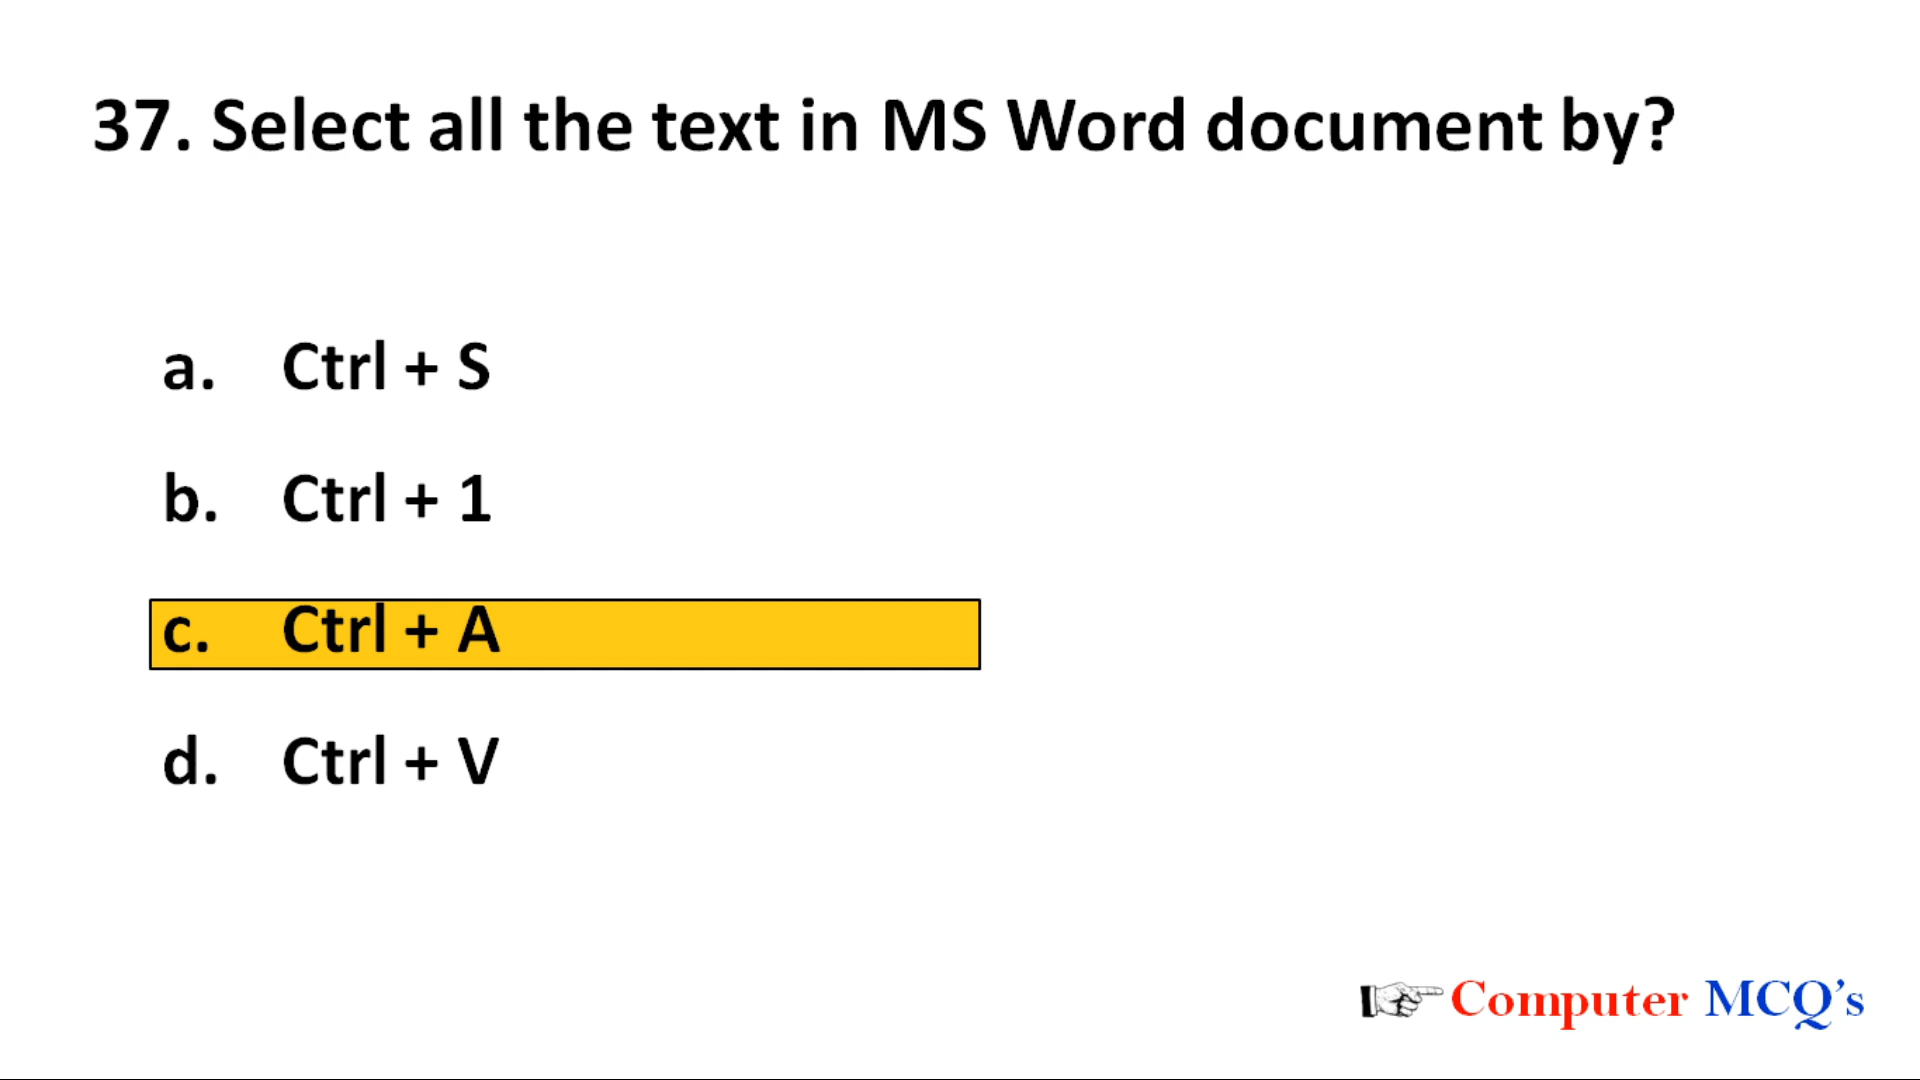 37. Select all the text in MS Word document by?
a. Ctrl + S
b. Ctrl + 1
c. Ctrl + A
d. Ctrl + V
Computer MCQ's